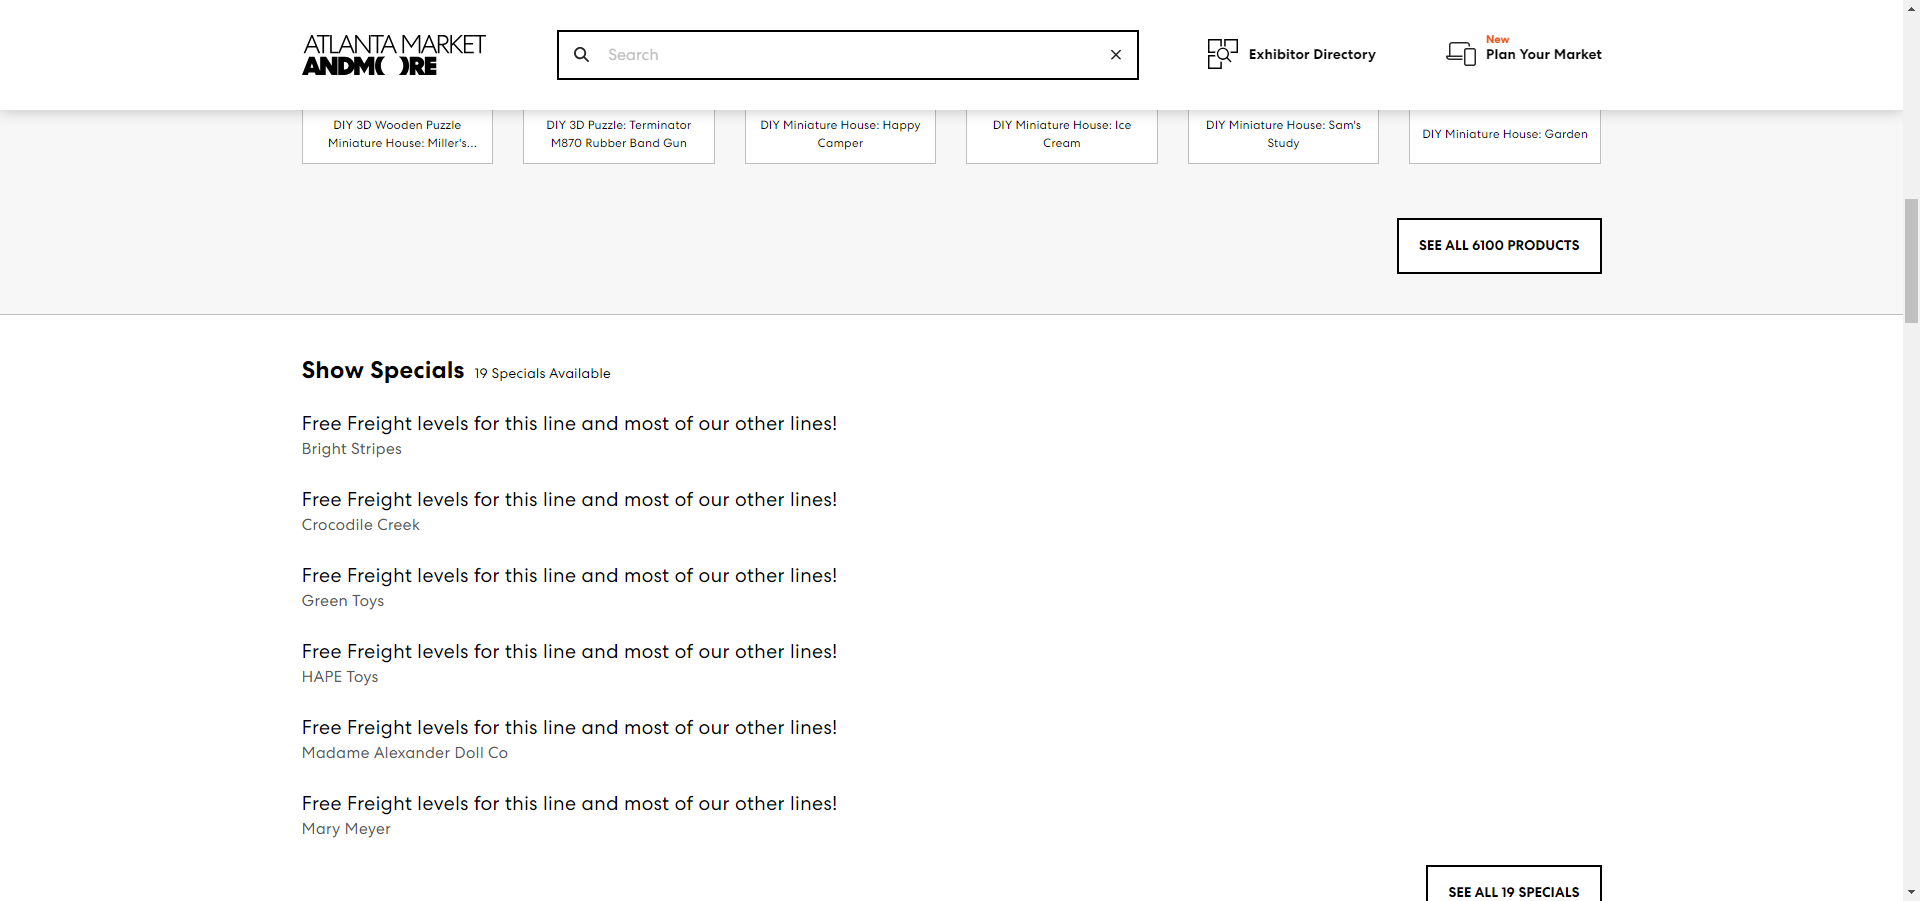 ATLANTA MARKET
ANDMORE
Search
Exhibitor Directory
New
Plan Your Market
DIY 3D Wooden Puzzle
Miniature House: Miller's...
DIY 3D Puzzle: Terminator
M870 Rubber Band Gun
DIY Miniature House: Happy
Camper
DIY Miniature House: Ice
Cream
DIY Miniature House: Sam's
Study
DIY Miniature House: Garden
SEE ALL 6100 PRODUCTS
Show Specials 19 Specials Available
Free Freight levels for this line and most of our other lines!
Bright Stripes
Free Freight levels for this line and most of our other lines!
Crocodile Creek
Free Freight levels for this line and most of our other lines!
Green Toys
Free Freight levels for this line and most of our other lines!
HAPE Toys
Free Freight levels for this line and most of our other lines!
Madame Alexander Doll Co
Free Freight levels for this line and most of our other lines!
Mary Meyer
SEE ALL 19 SPECIALS